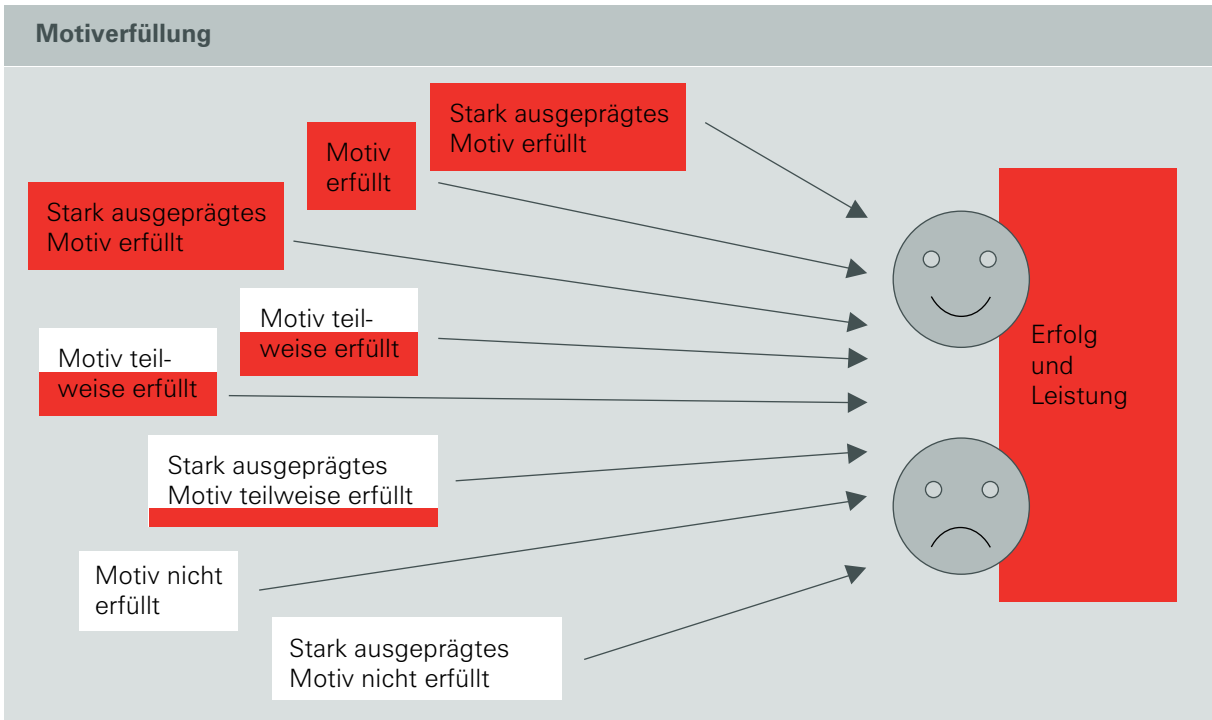 Motiverfüllung
Stark ausgeprägtes
Motiv erfüllt
Motiv
erfüllt
Stark ausgeprägtes
Motiv erfüllt
Motiv teil-
weise erfüllt
Motiv teil-
weise erfüllt
Stark ausgeprägtes
Motiv teilweise erfüllt
Motiv nicht
erfüllt
Stark ausgeprägtes
Motiv nicht erfüllt
Erfolg
und
Leistung